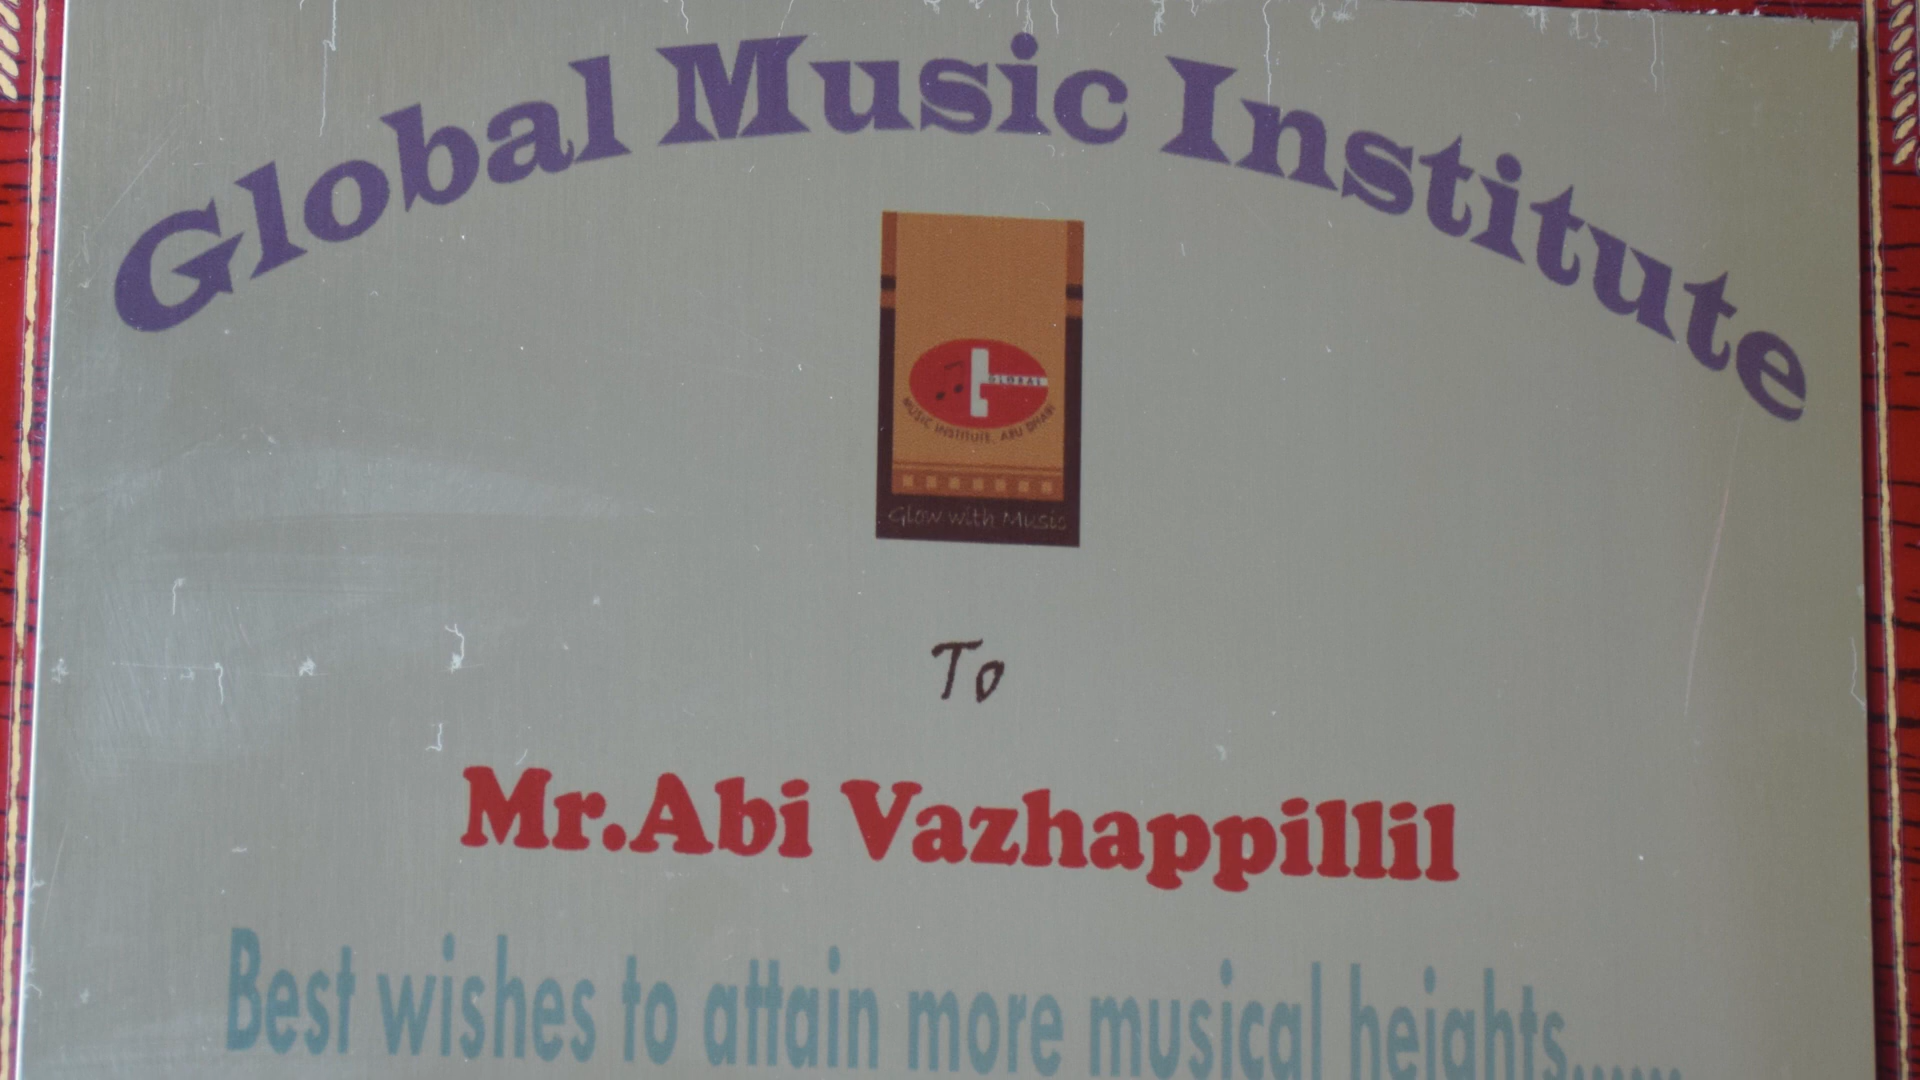 Global Music Institute
GLOBAL
MUSIC INSTITUTE, ABU DHABI
Glow with Music
To
Mr.Abi Vazhappillil
Best wishes to attain more musical heights......